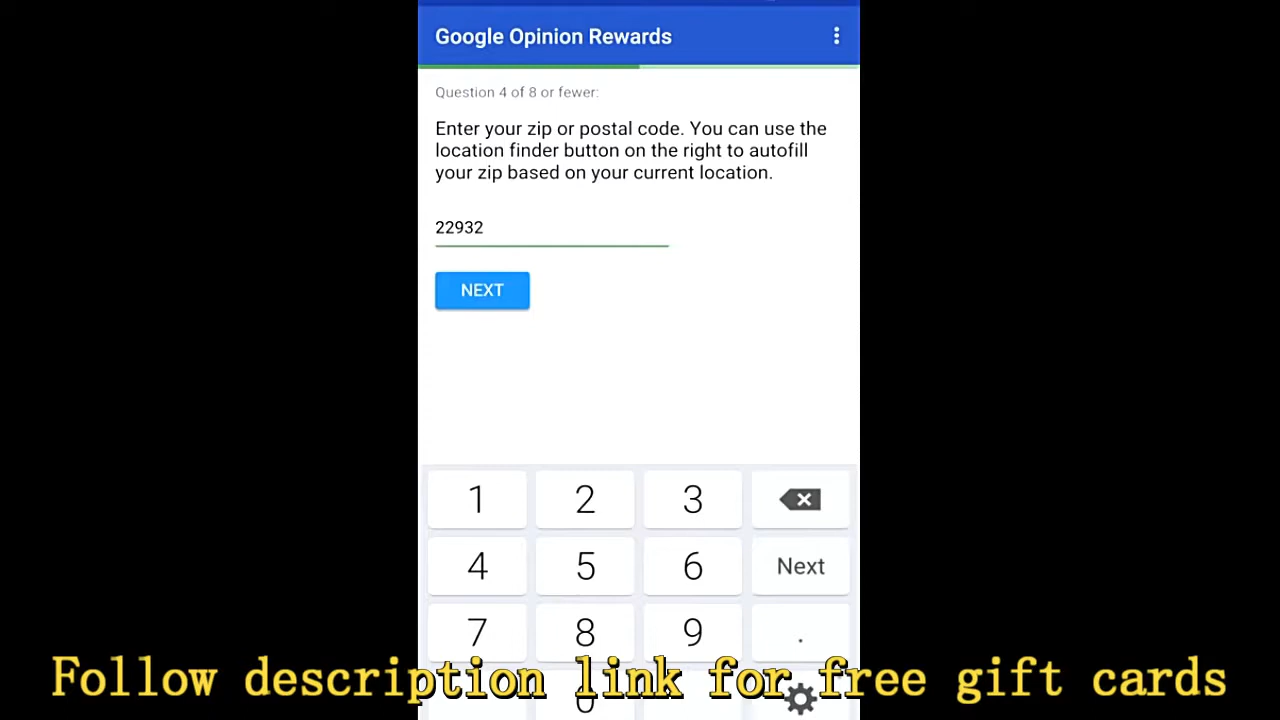 Google Opinion Rewards
Question 4 of 8 or fewer:
Enter your zip or postal code. You can use the
location finder button on the right to autofill
your zip based on your current location.
22932
NEXT
1 2 3
4 5 6 Next
7 8 9 .
0
Follow description link for free gift cards